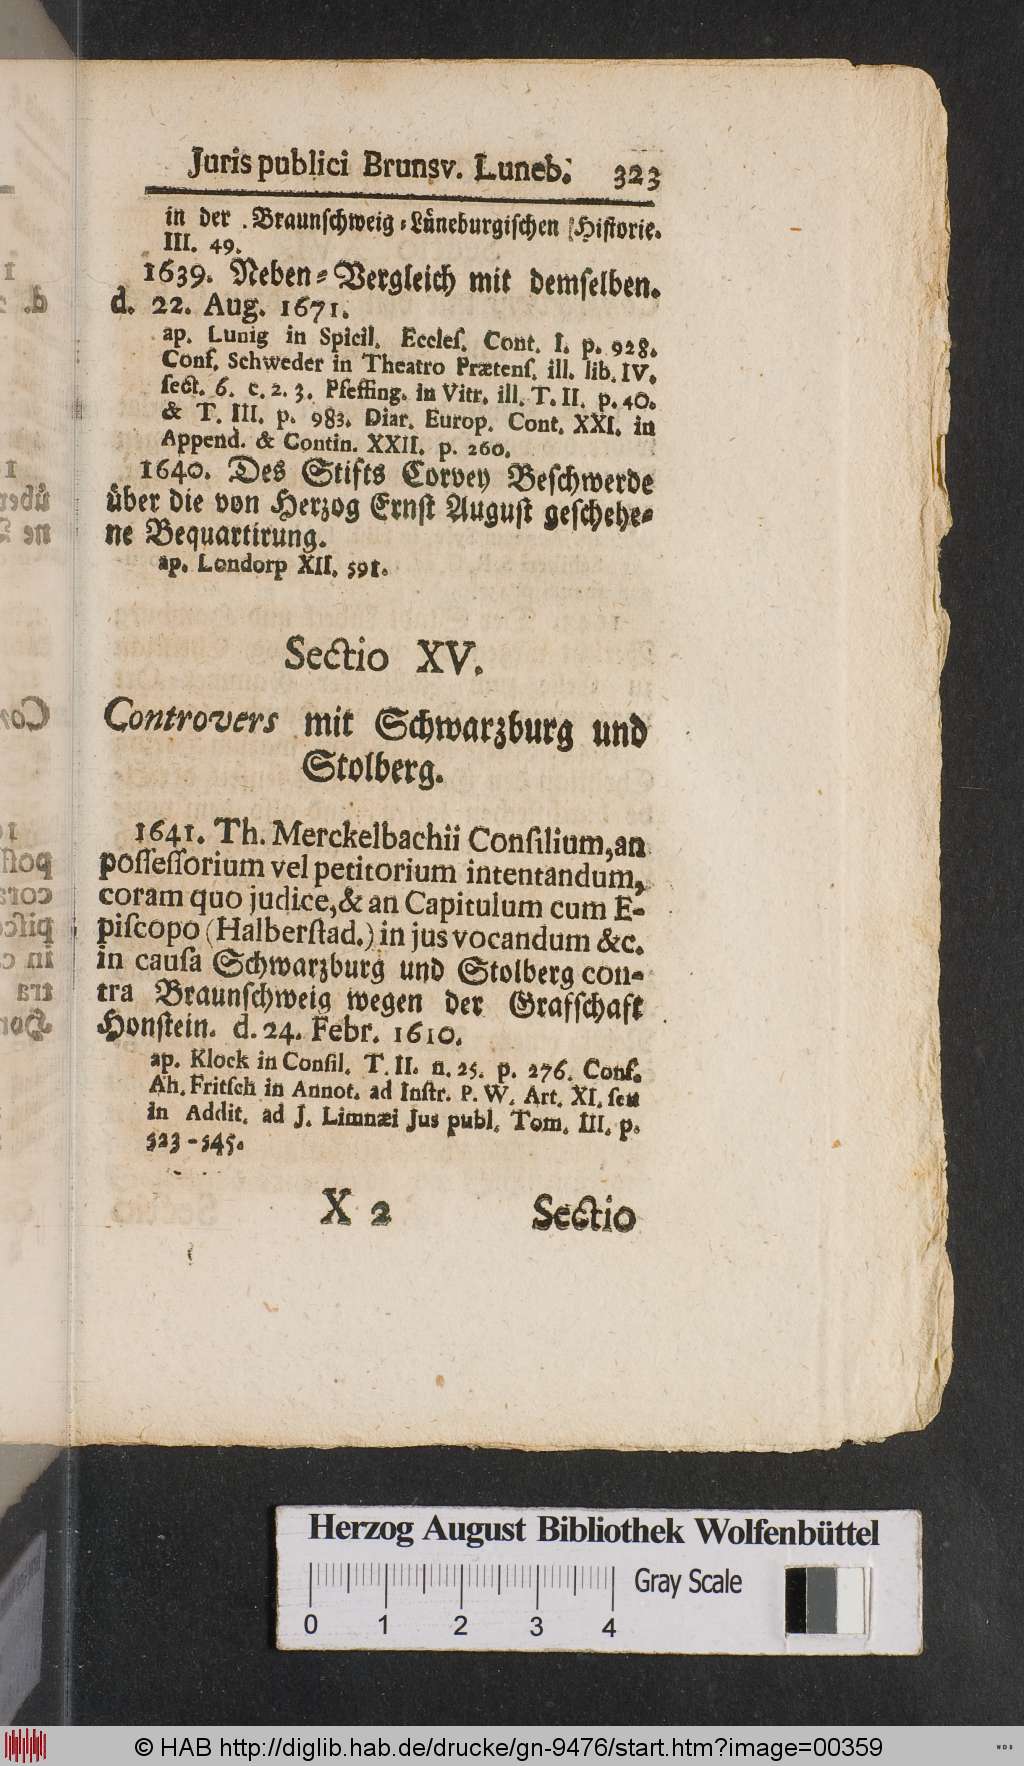 Juris publici Brunsv. Luneb. 323
in der Braunschweig-Lüneburgischen Historie.
III. 49.
1639. Neben-Vergleich mit demselben.
d. 22. Aug. 1671.
ap. Lunig in Spicil. Eccleſ. Cont. I. p. 928.
Conf. Schweder in Theatro Prætenſ. ill. lib. IV.
ſect. 6. c. 2. 3. Pfeffing. in Vitr. ill. T. II. p. 40.
& T. III. p. 983. Diar. Europ. Cont. XXI. in
Append. & Contin. XXII. p. 260.
1640. Des Stifts Corvey Beschwerde
über die von Herzog Ernst August geschehe-
ne Bequartirung.
ap. Londorp XII. 591.
Sectio XV.
Controvers mit Schwarzburg und
Stolberg.
1641. Th. Merckelbachii Conſilium, an
poſſeſſorium vel petitorium intentandum,
coram quo judice, & an Capitulum cum E-
piſcopo (Halberſtad.) in jus vocandum &c.
in cauſa Schwarzburg und Stolberg con-
tra Braunschweig wegen der Grafschaft
Honstein. d. 24. Febr. 1610.
ap. Klock in Conſil. T. II. n. 25. p. 276. Conf.
Ah. Fritſch in Annot. ad Inſtr. P. W. Art. XI. ſeu
in Addit. ad J. Limnæi Jus publ. Tom. III. p.
523-545.
X 2 Sectio
Herzog August Bibliothek Wolfenbüttel
Gray Scale
0 1 2 3 4
© HAB http://diglib.hab.de/drucke/gn-9476/start.htm?image=00359